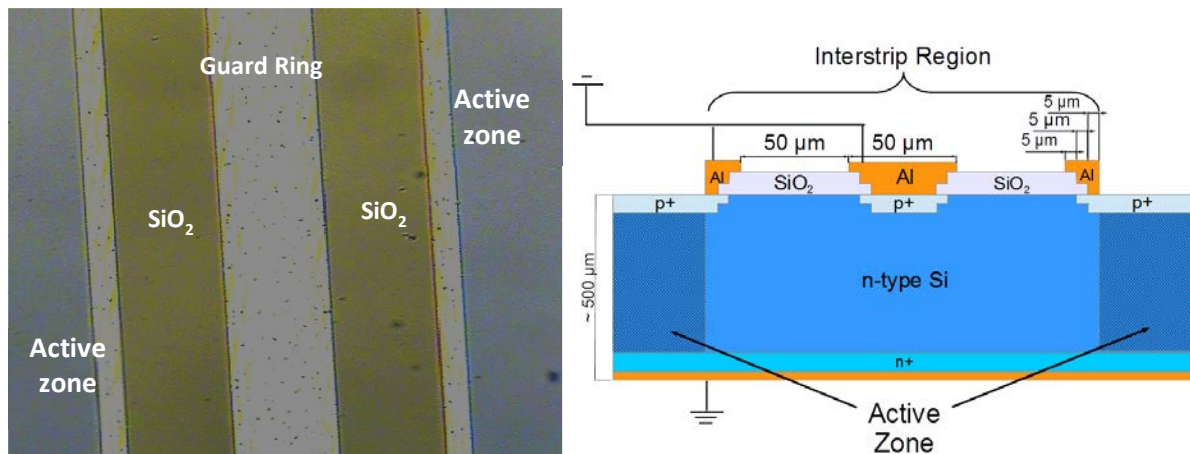 Guard Ring
Active
zone
SiO₂
SiO₂
Active
zone
Interstrip Region
5 µm
5 µm
5 µm
50 µm
50 µm
Al
SiO₂
Al
SiO₂
Al
p+
p+
p+
~ 500 µm
n-type Si
n+
Active
Zone